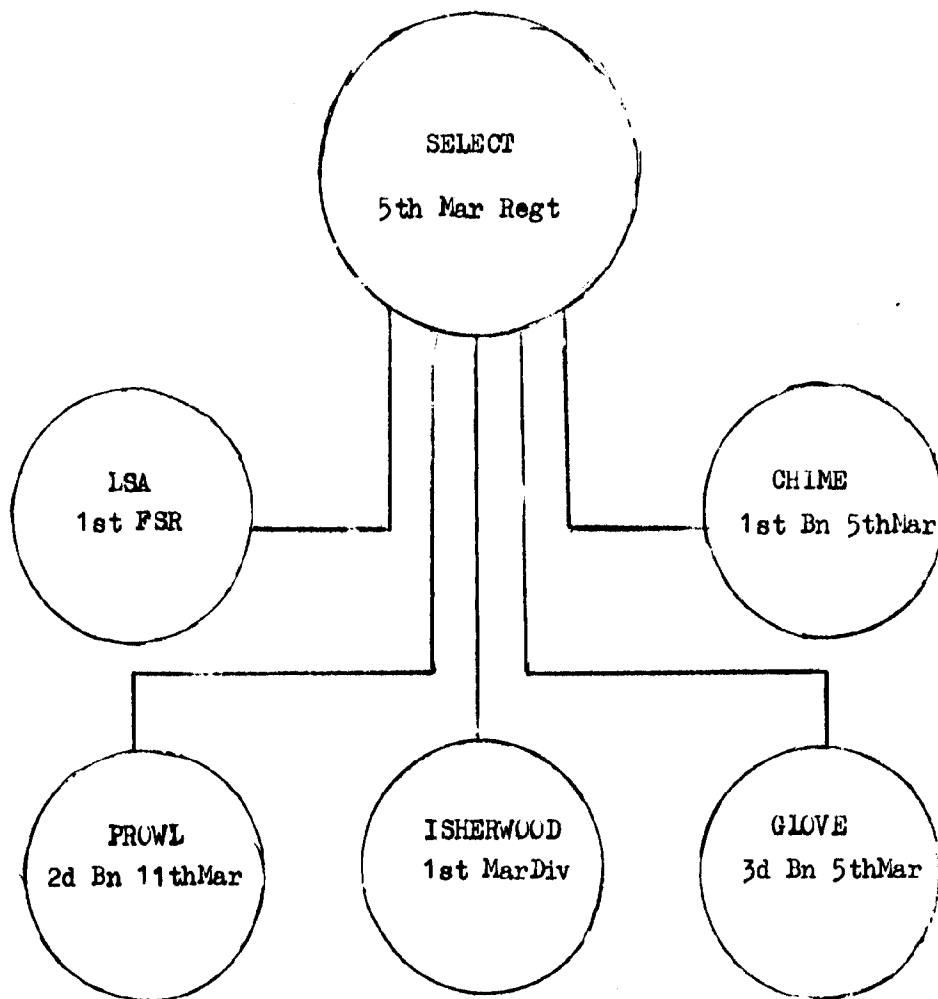 SELECT
5th Mar Regt
LSA
1st FSR
CHIME
1st Bn 5thMar
PROWL
2d Bn 11thMar
ISHERWOOD
1st MarDiv
GLOVE
3d Bn 5thMar